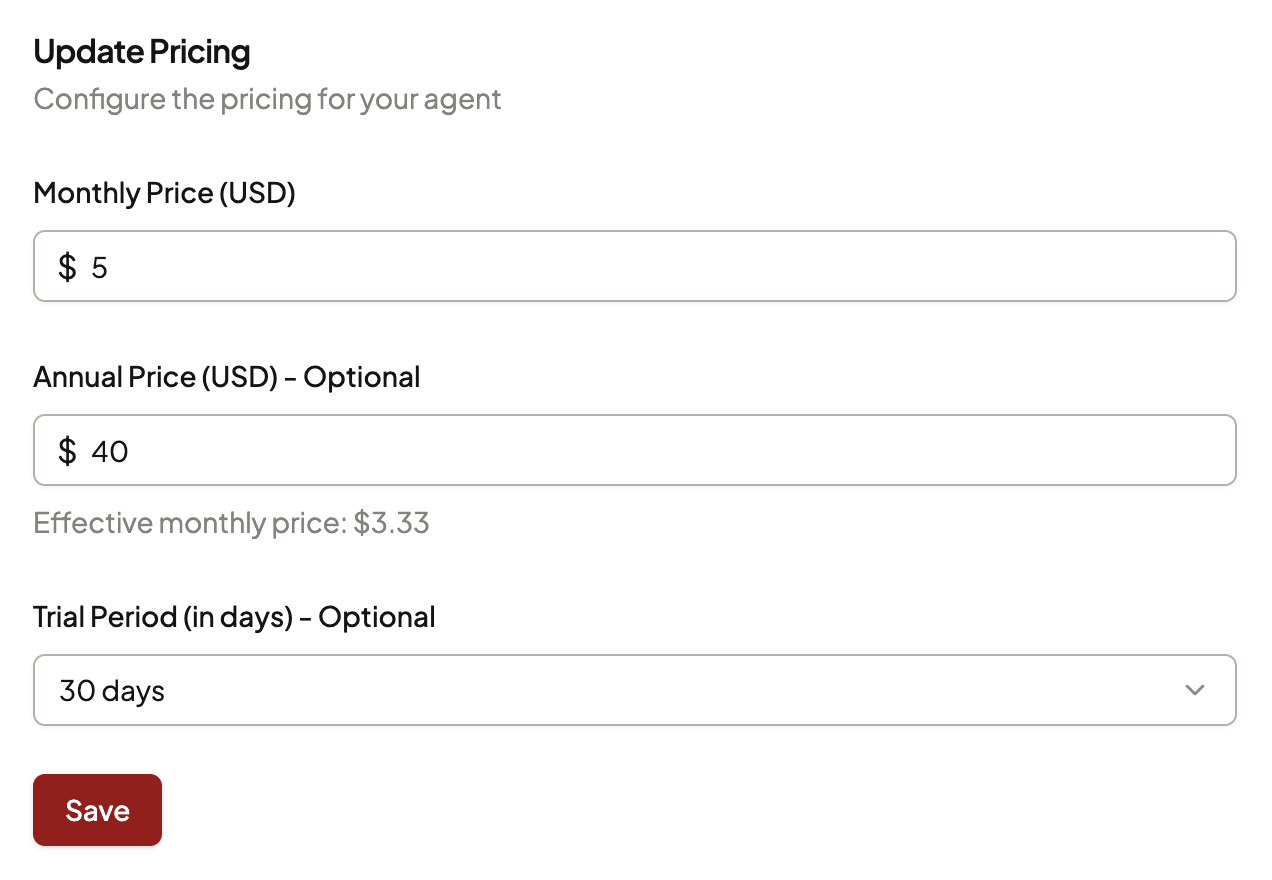 Update Pricing
Configure the pricing for your agent
Monthly Price (USD)
$ 5
Annual Price (USD) - Optional
$ 40
Effective monthly price: $3.33
Trial Period (in days) - Optional
30 days
Save